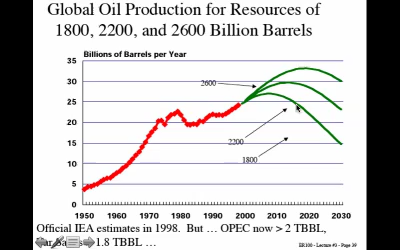 Global Oil Production for Resources of
1800, 2200, and 2600 Billion Barrels
Billions of Barrels per Year
35
30
25
20
15
10
5
0
2600
2200
1800
1950 1960 1970 1980 1990 2000 2010 2020 2030
Official IEA estimates in 1998. But ... OPEC now > 2 TBBL,
1.8 TBBL ...
ER100 - Lecture #3 - Page 39